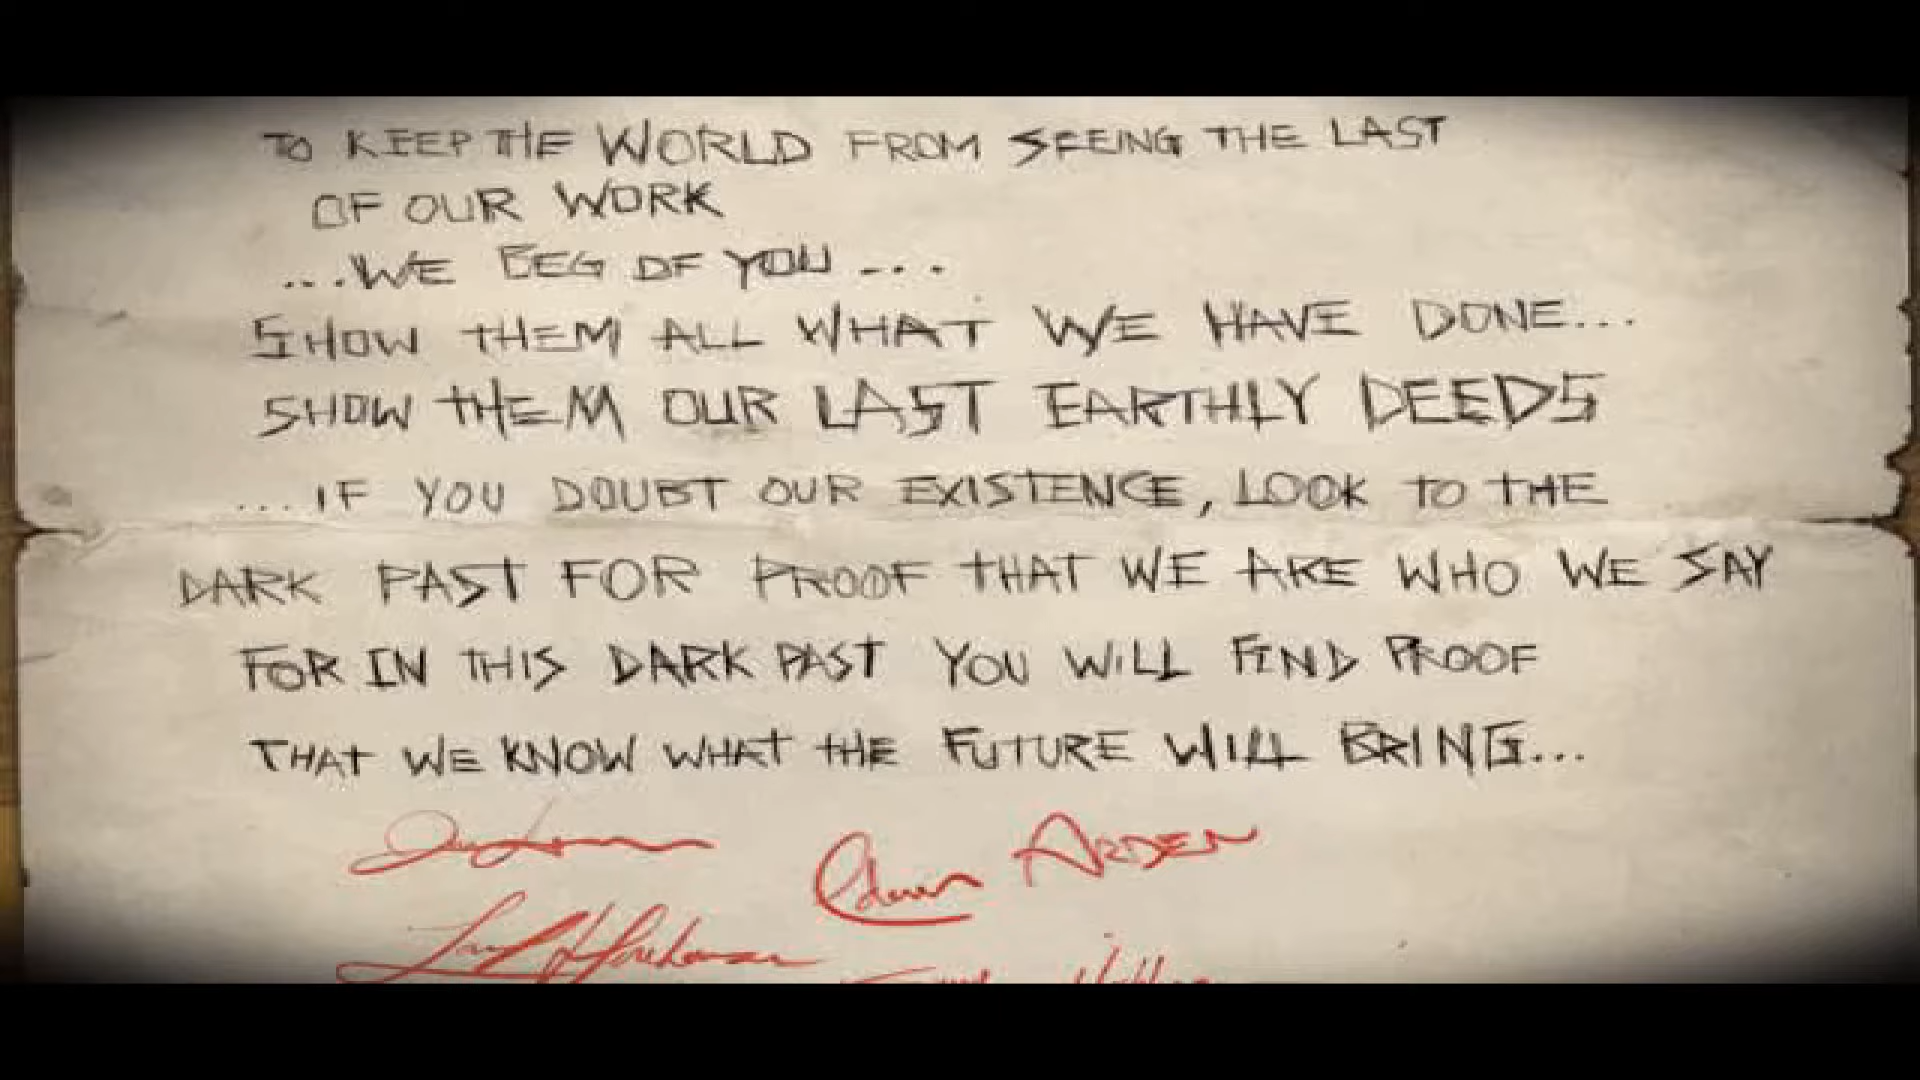 TO KEEP THE WORLD FROM SEEING THE LAST
OF OUR WORK
...WE BEG OF YOU...
SHOW THEM ALL WHAT WE HAVE DONE...
SHOW THEM OUR LAST EARTHLY DEEDS
....IF YOU DOUBT OUR EXISTENCE, LOOK TO THE
DARK PAST FOR PROOF THAT WE ARE WHO WE SAY
FOR IN THIS DARK PAST YOU WILL FIND PROOF
THAT WE KNOW WHAT THE FUTURE WILL BRING...
Edwin ARDEN